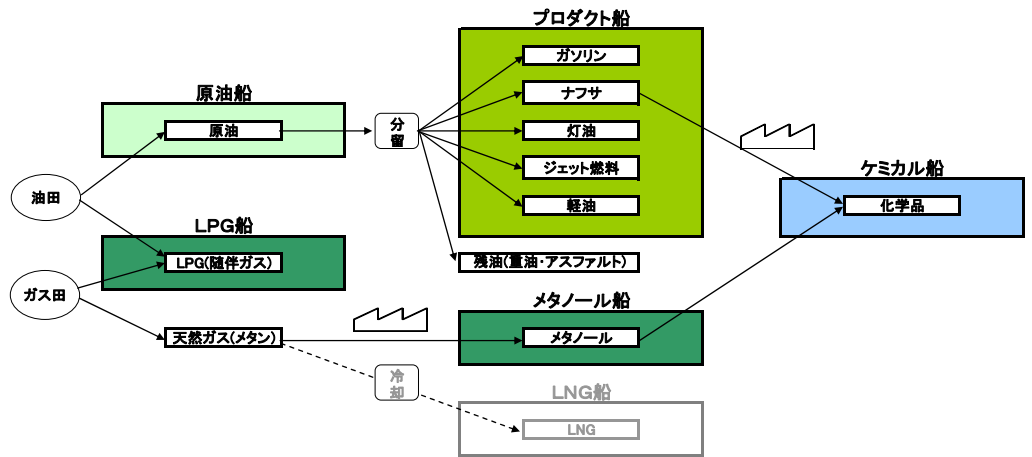 プロダクト船
ガソリン
ナフサ
灯油
ジェット燃料
軽油
原油船
原油
分
留
油田
LPG船
LPG(随伴ガス)
ガス田
天然ガス(メタン)
残油(重油・アスファルト)
メタノール船
メタノール
冷
却
LNG船
LNG
ケミカル船
化学品